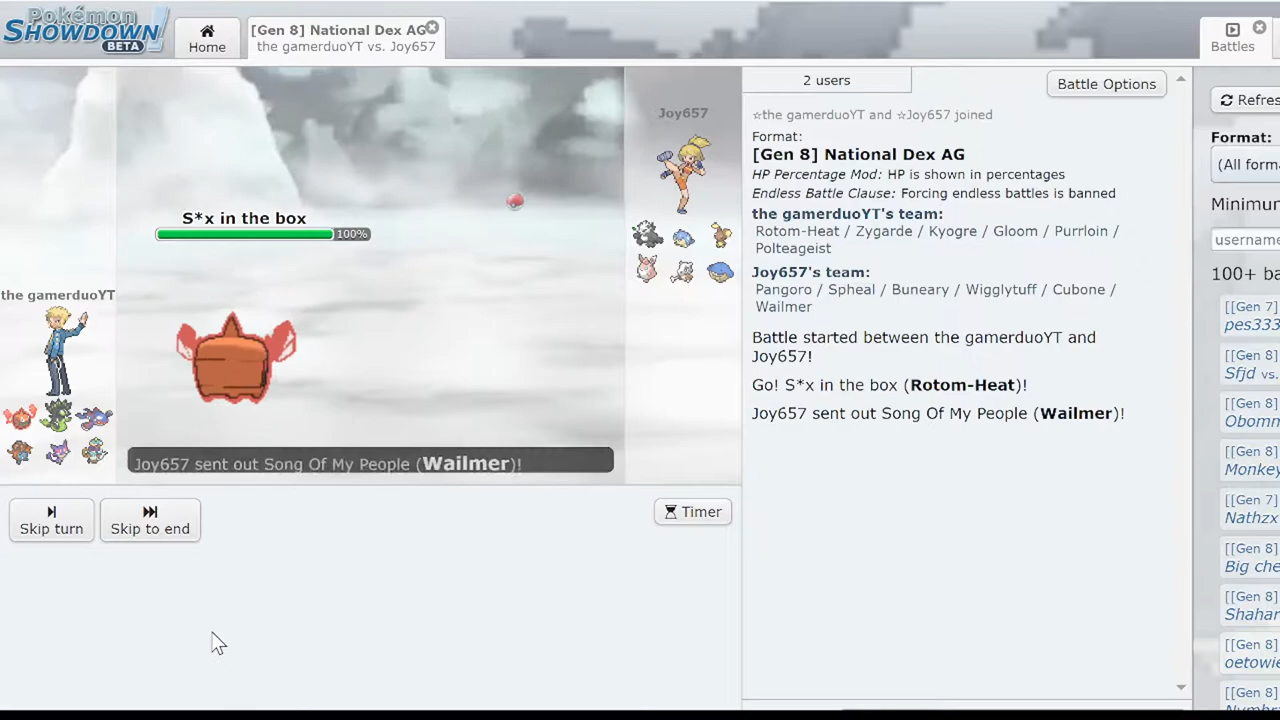 Pokémon
SHOWDOWN!
BETA
Home
[Gen 8] National Dex AG
the gamerduoYT vs. Joy657
Battles
2 users
Battle Options
☆the gamerduoYT and ☆Joy657 joined
Format:
[Gen 8] National Dex AG
HP Percentage Mod: HP is shown in percentages
Endless Battle Clause: Forcing endless battles is banned
the gamerduoYT's team:
Rotom-Heat / Zygarde / Kyogre / Gloom / Purrloin /
Polteageist
Joy657's team:
Pangoro / Spheal / Buneary / Wigglytuff / Cubone /
Wailmer
Battle started between the gamerduoYT and
Joy657!
Go! S*x in the box (Rotom-Heat)!
Joy657 sent out Song Of My People (Wailmer)!
Joy657
S*x in the box
100%
the gamerduoYT
Joy657 sent out Song Of My People (Wailmer)!
Skip turn
Skip to end
Timer
Refres
Format:
(All forma
Minimum
username
100+ ba
[[Gen 7]
pes333
[[Gen 8]
Sfjd vs.
[[Gen 8]
Obomm
[[Gen 8]
Monkey
[[Gen 7]
Nathzx
[[Gen 8]
Big che
[[Gen 8]
Shahar
[[Gen 8]
oetowie
[[Gen 8]